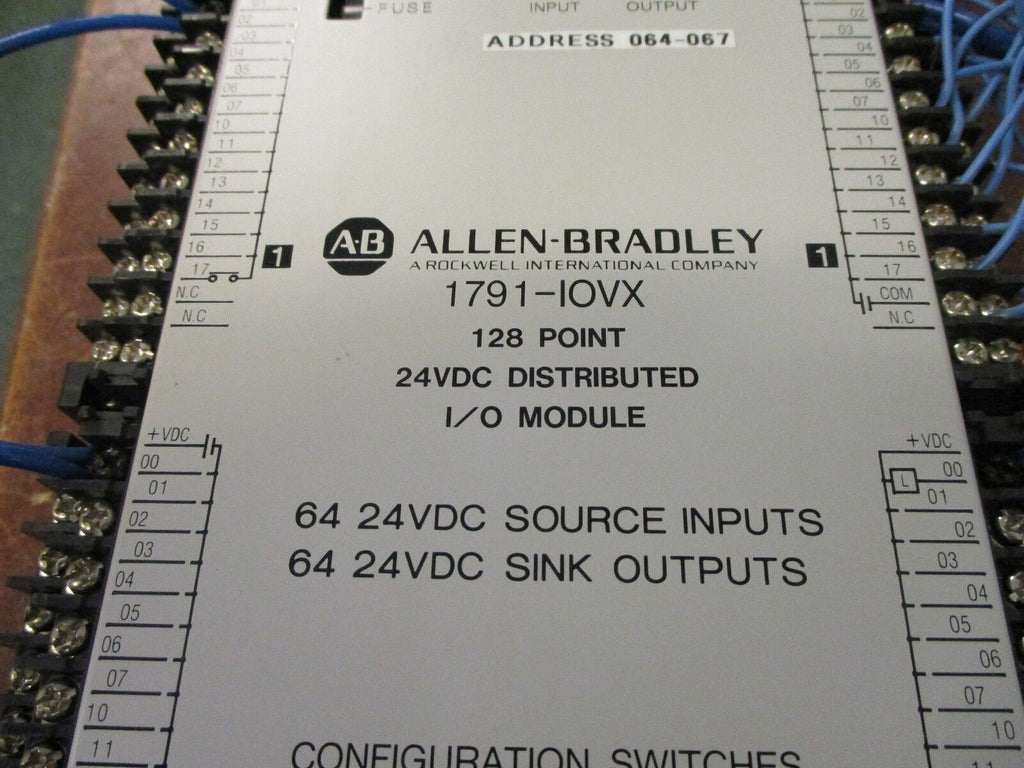 FUSE INPUT OUTPUT
ADDRESS 064-067
01
02
03
04
05
06
07
10
11
12
13
14
15
16
17
N.C
N.C
02
03
04
05
06
07
10
11
12
13
14
15
16
17
COM
N.C
1 A·B ALLEN-BRADLEY 1
A ROCKWELL INTERNATIONAL COMPANY
1791-IOVX
128 POINT
24VDC DISTRIBUTED
I/O MODULE
+VDC
00
01
02
03
04
05
06
07
10
11
+VDC
00
L
01
02
03
04
05
06
07
10
11
64 24VDC SOURCE INPUTS
64 24VDC SINK OUTPUTS
CONFIGURATION SWITCHES